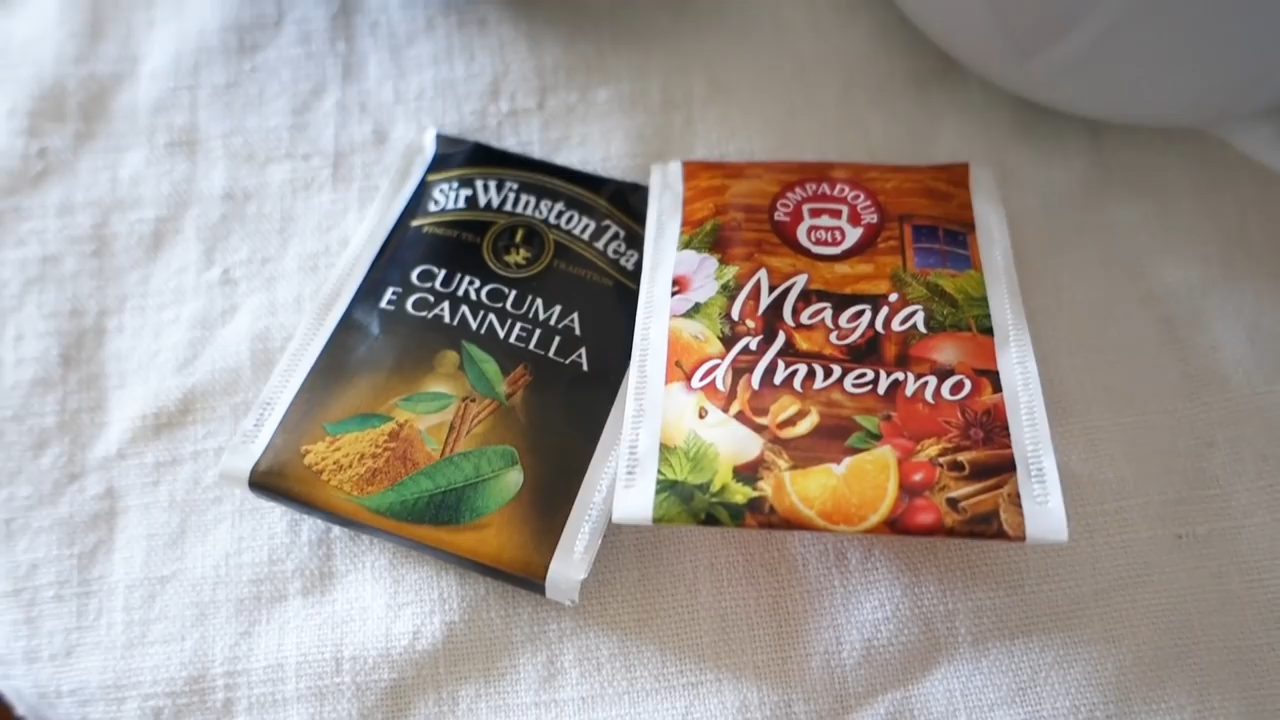 Sir Winston Tea
FINEST TEA TRADITION
CURCUMA
E CANNELLA
POMPADOUR
1913
Magia
d'Inverno